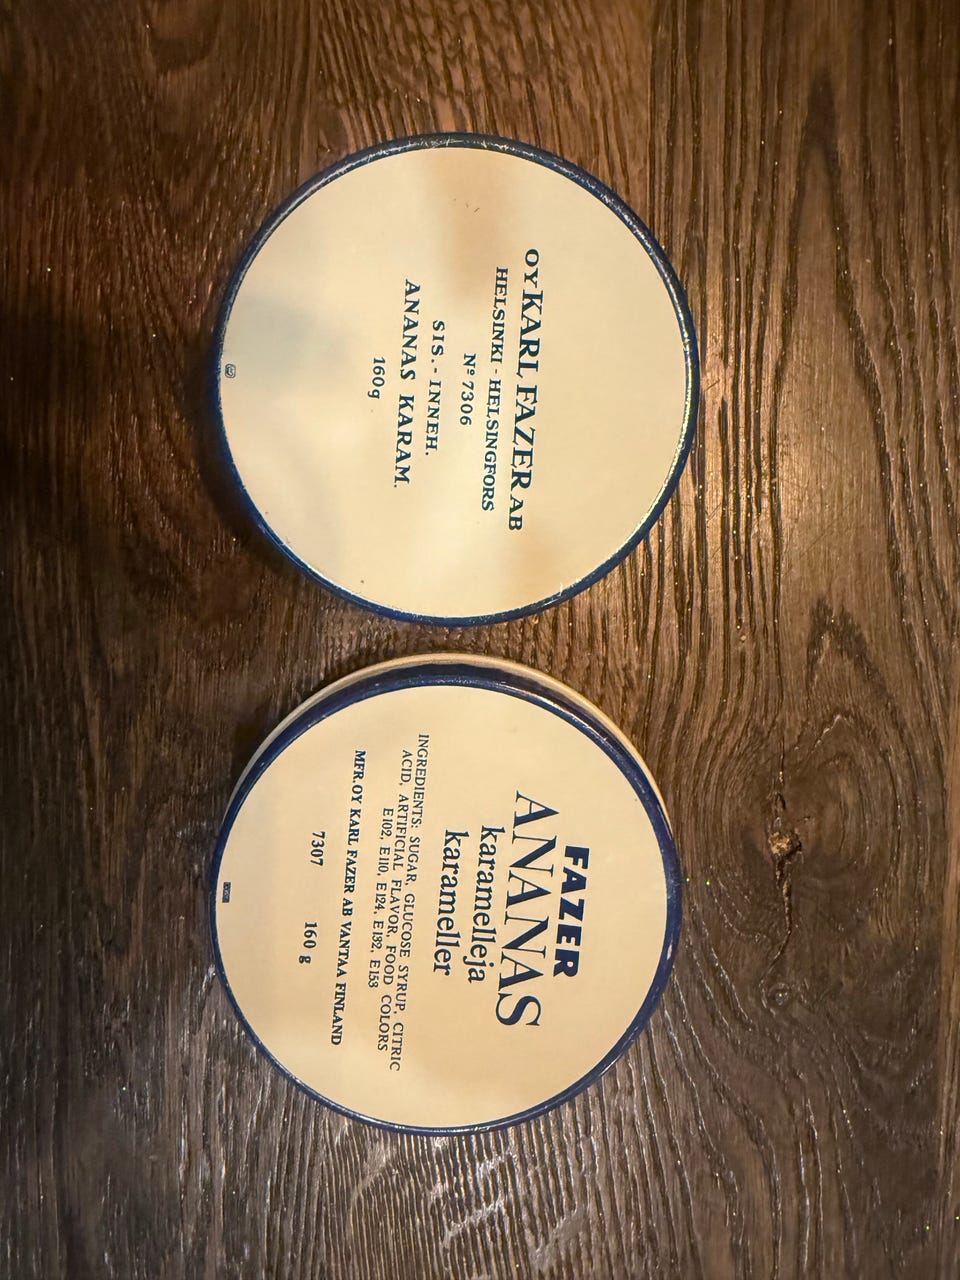 OY KARL FAZER AB
HELSINKI - HELSINGFORS
Nº 7306
SIS. - INNEH.
ANANAS KARAM.
160g
FAZER
ANANAS
karamelleja
karameller
INGREDIENTS: SUGAR, GLUCOSE SYRUP, CITRIC
ACID, ARTIFICIAL FLAVOR, FOOD COLORS
E102, E110, E124, E132, E153
MFR.OY KARL FAZER AB VANTAA FINLAND
7307 160 g